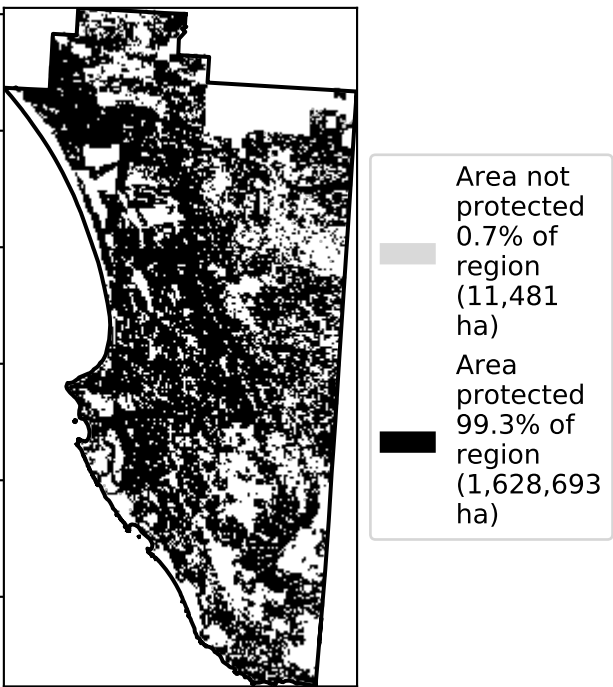 Area not
protected
0.7% of
region
(11,481
ha)
Area
protected
99.3% of
region
(1,628,693
ha)